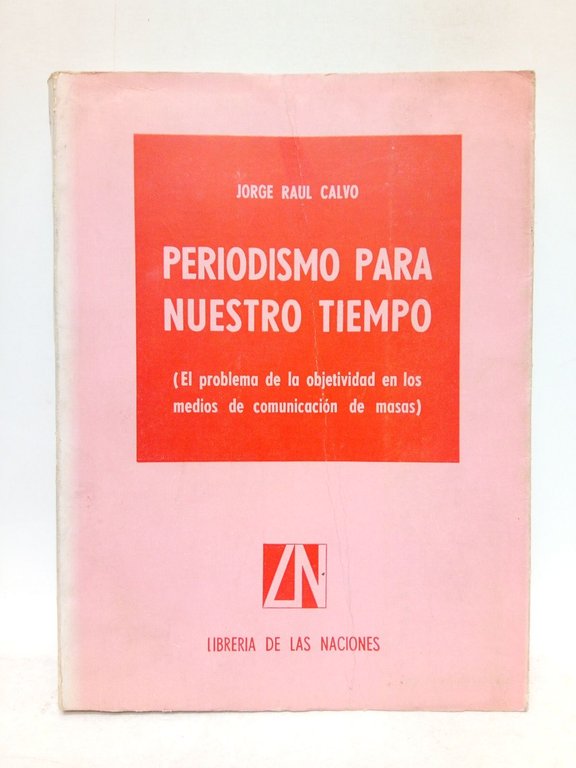 JORGE RAUL CALVO
PERIODISMO PARA
NUESTRO TIEMPO
(El problema de la objetividad en los
medios de comunicación de masas)
LN
LIBRERIA DE LAS NACIONES